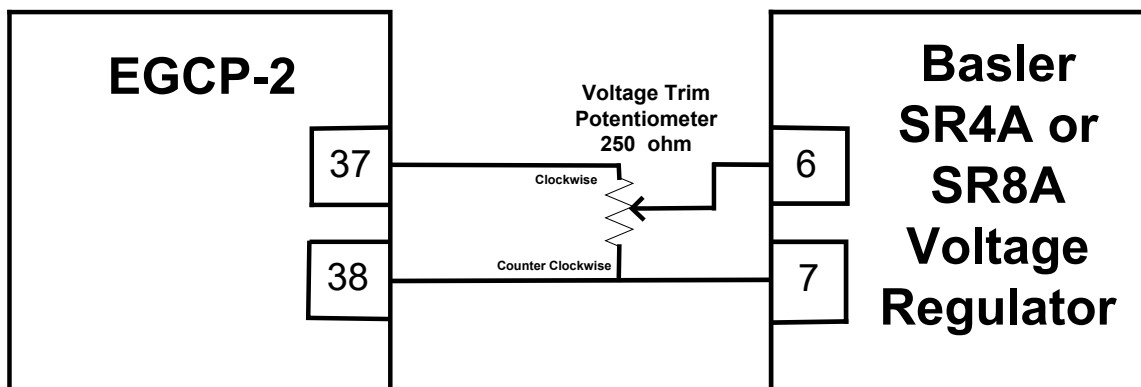 EGCP-2
37
38
Voltage Trim
Potentiometer
250 ohm
Clockwise
Counter Clockwise
6
7
Basler
SR4A or
SR8A
Voltage
Regulator